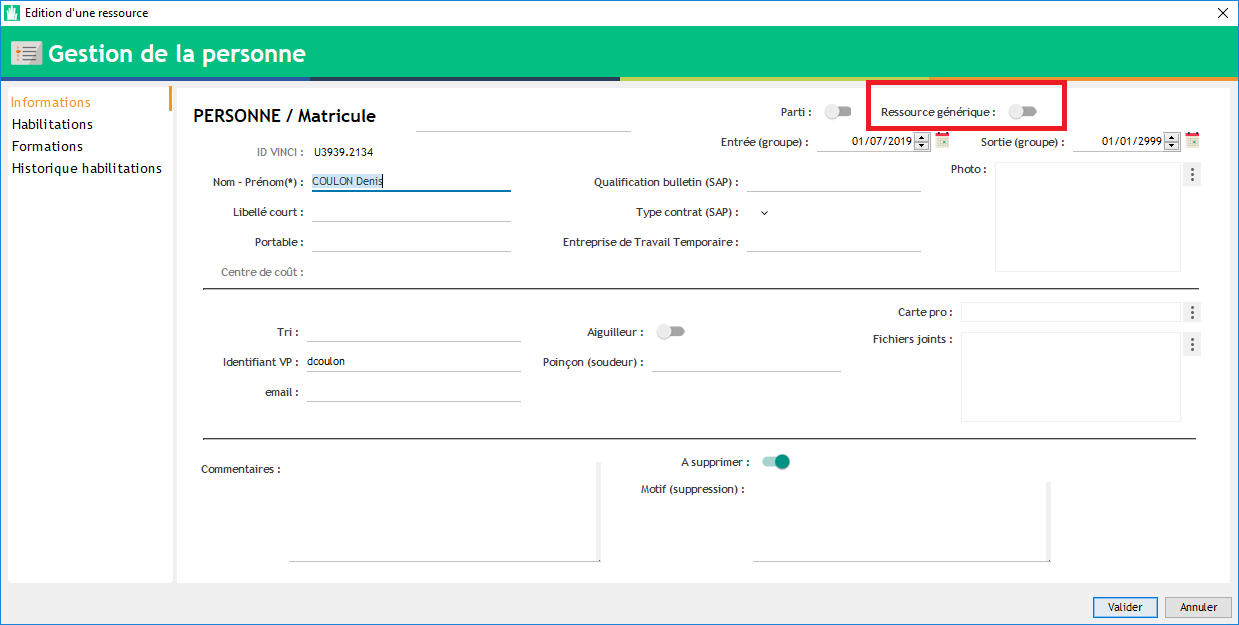 Edition d'une ressource
Gestion de la personne
Informations
Habilitations
Formations
Historique habilitations
PERSONNE / Matricule
Parti :
Ressource générique :
ID VINCI : U3939.2134
Entrée (groupe) : 01/07/2019
Sortie (groupe) : 01/01/2999
Nom - Prénom(*) : COULON Denis
Qualification bulletin (SAP) :
Photo :
Libellé court :
Type contrat (SAP) :
Portable :
Entreprise de Travail Temporaire :
Centre de coût :
Carte pro :
Tri :
Aiguilleur :
Fichiers joints :
Identifiant VP : dcoulon
Poinçon (soudeur) :
email :
Commentaires :
A supprimer :
Motif (suppression) :
Valider
Annuler